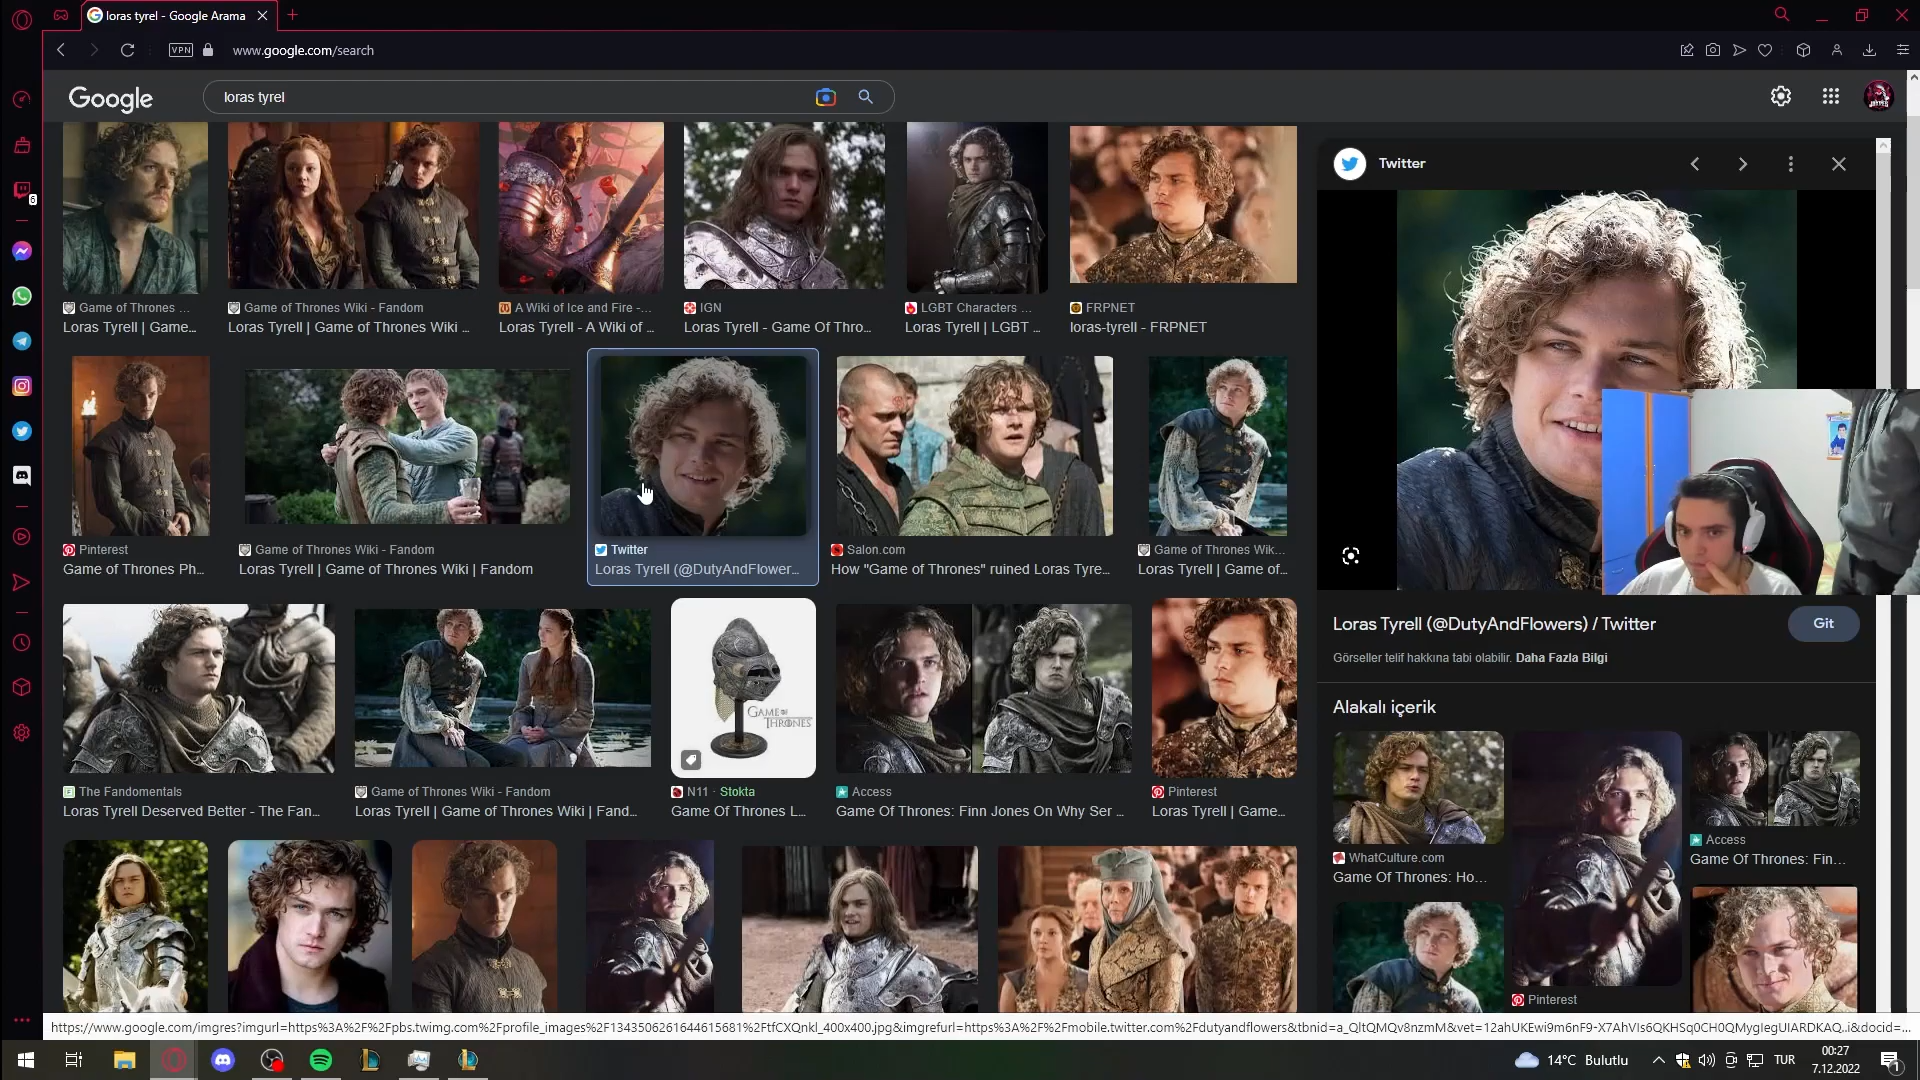 loras tyrel - Google Arama
VPN
www.google.com/search
Google
loras tyrel
6
Game of Thrones ...
Loras Tyrell | Game...
Game of Thrones Wiki - Fandom
Loras Tyrell | Game of Thrones Wiki ...
A Wiki of Ice and Fire -...
Loras Tyrell - A Wiki of ...
IGN
Loras Tyrell - Game Of Thro...
LGBT Characters ...
Loras Tyrell | LGBT ...
FRPNET
loras-tyrell - FRPNET
Twitter
Pinterest
Game of Thrones Ph...
Game of Thrones Wiki - Fandom
Loras Tyrell | Game of Thrones Wiki | Fandom
Twitter
Loras Tyrell (@DutyAndFlower...
Salon.com
How "Game of Thrones" ruined Loras Tyre...
Game of Thrones Wik...
Loras Tyrell | Game of...
Loras Tyrell (@DutyAndFlowers) / Twitter
Git
Görseller telif hakkına tabi olabilir. Daha Fazla Bilgi
Alakalı içerik
GAME OF THRONES
The Fandomentals
Loras Tyrell Deserved Better - The Fan...
Game of Thrones Wiki - Fandom
Loras Tyrell | Game of Thrones Wiki | Fand...
N11 · Stokta
Game Of Thrones L...
Access
Game Of Thrones: Finn Jones On Why Ser ...
Pinterest
Loras Tyrell | Game...
WhatCulture.com
Game Of Thrones: Ho...
Access
Game Of Thrones: Fin...
Pinterest
14°C Bulutlu
TUR
00:27
7.12.2022
1